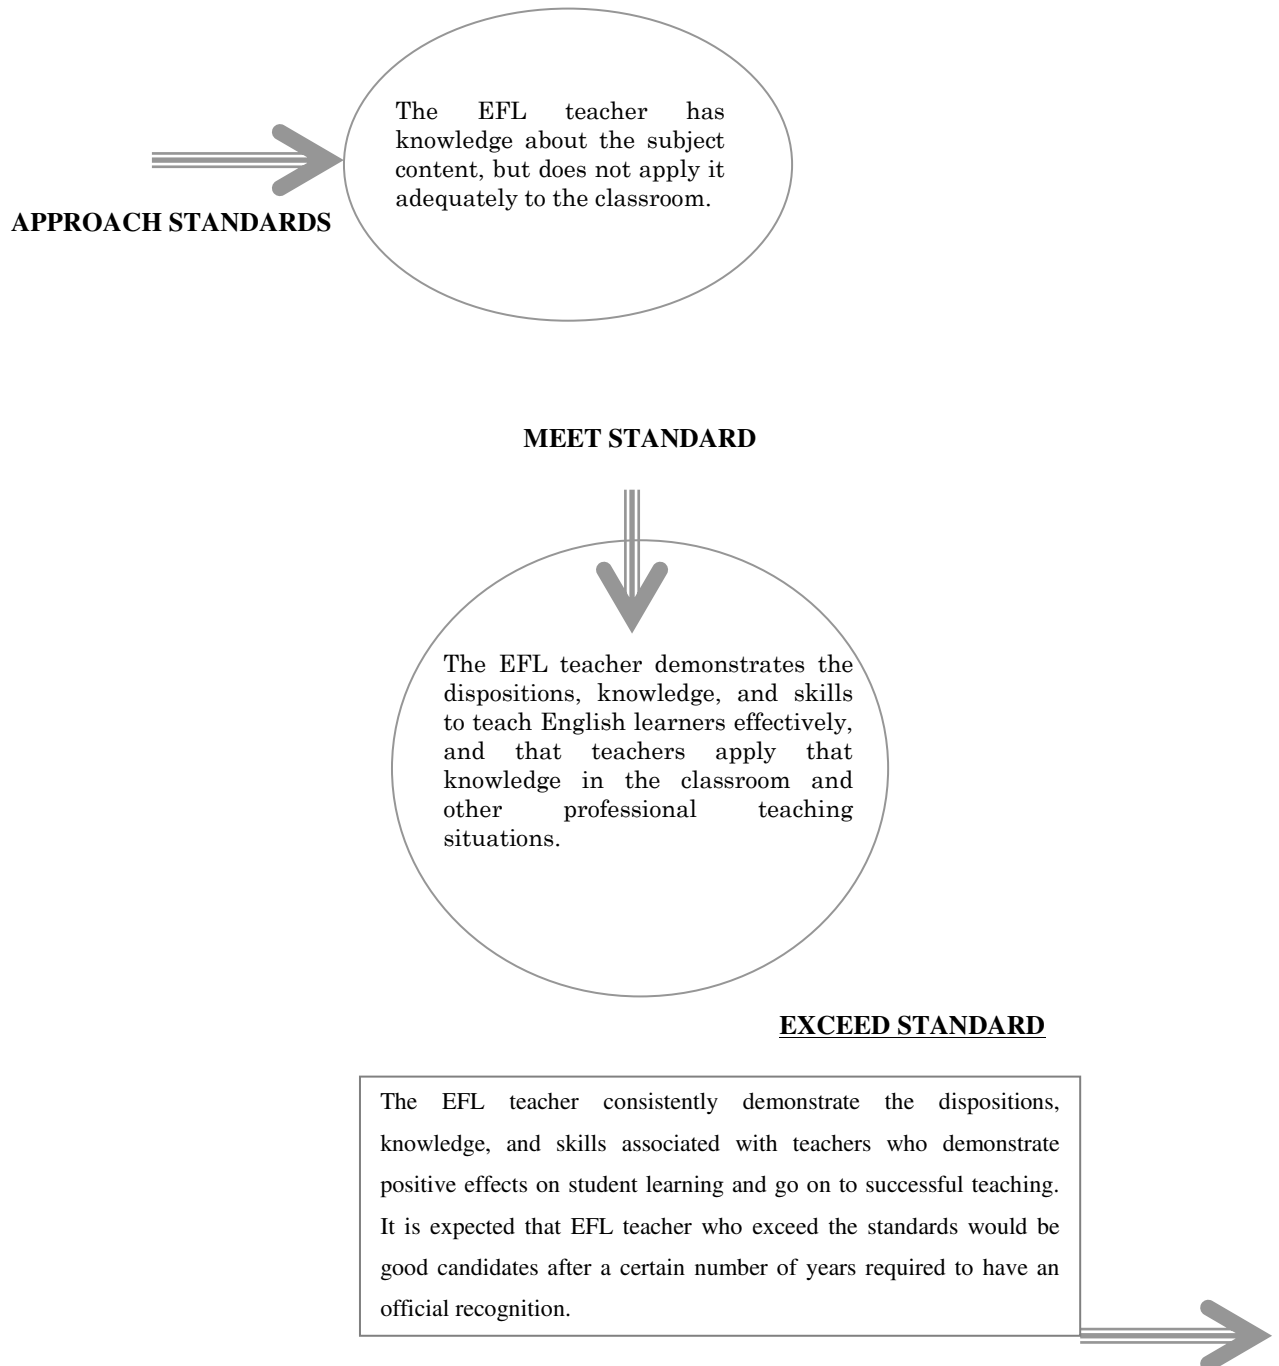 The EFL teacher has
knowledge about the subject
content, but does not apply it
adequately to the classroom.
APPROACH STANDARDS
MEET STANDARD
The EFL teacher demonstrates the
dispositions, knowledge, and skills
to teach English learners effectively,
and that teachers apply that
knowledge in the classroom and
other professional teaching
situations.
EXCEED STANDARD
The EFL teacher consistently demonstrate the dispositions,
knowledge, and skills associated with teachers who demonstrate
positive effects on student learning and go on to successful teaching.
It is expected that EFL teacher who exceed the standards would be
good candidates after a certain number of years required to have an
official recognition.